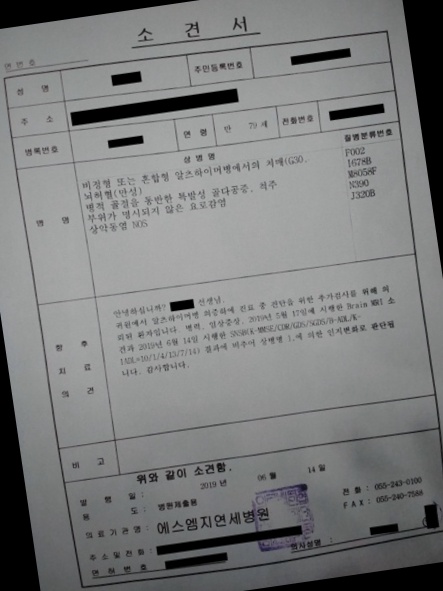 소 견 서
연 번 호
성 명
주민등록번호
주 소
병록번호
연 령
만 79 세
전화번호
병 명
상 병 명
질병분류번호
비정형 또는 혼합형 알츠하이머병에서의 치매(G30. F002
뇌허혈(만성) I678B
병적 골절을 동반한 특발성 골다공증, 척주 M8058F
부위가 명시되지 않은 요로감염 N390
상악동염 NOS J320B
향 후 치 료 의 견
안녕하십니까? 선생님.
귀원에서 알츠하이머병 의증하에 진료 중 진단을 위한 추가검사를 위해 의
뢰된 환자입니다. 병력, 임상증상, 2019년 5월 17일에 시행한 Brain MRI 소
견과 2019년 6월 14일 시행한 SNSB(K-MMSE/CDR/GDS/SGDS/B-ADL/K-
IADL=10/1/4/13/7/14) 결과에 비추어 상병명 1.에 의한 인지변화로 판단됩
니다. 감사합니다.
비 고
위와 같이 소견함.
발 행 일 : 2019 년 06 월 14 일
용 도 : 병원제출용
의 료 기 관 명 : 에스엠지연세병원
전 화 : 055-243-0100
F A X : 055-240-7588
주 소 및 전 화 :
면 허 번 호
의사성명 :